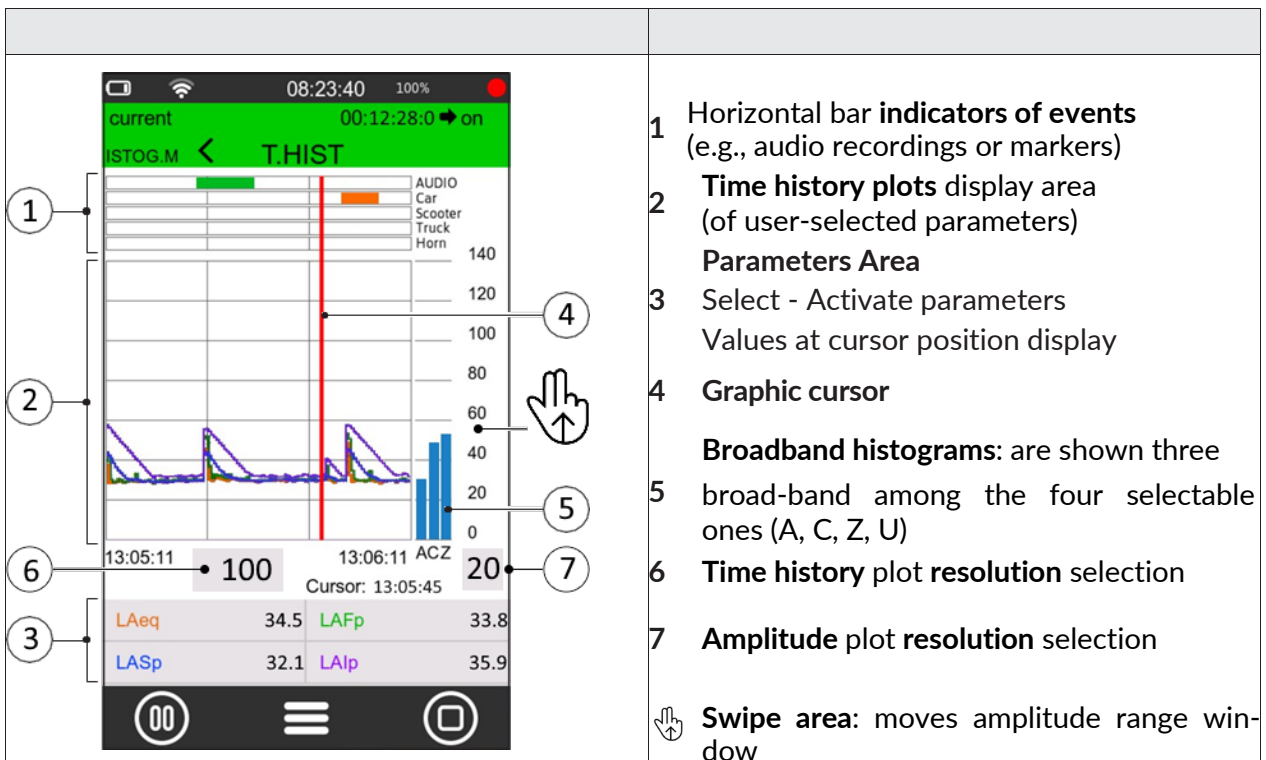 08:23:40 100%
current 00:12:28:0 on
ISTOG.M T.HIST
AUDIO
Car
Scooter
Truck
Horn
140
120
100
80
60
40
20
0
1
2
4
5
13:05:11 13:06:11 ACZ
6 100 20 7
Cursor: 13:05:45
3
LAeq 34.5 LAFp 33.8
LASp 32.1 LAIp 35.9
1 Horizontal bar indicators of events
(e.g., audio recordings or markers)
2 Time history plots display area
(of user-selected parameters)
Parameters Area
3 Select - Activate parameters
Values at cursor position display
4 Graphic cursor
Broadband histograms: are shown three
5 broad-band among the four selectable
ones (A, C, Z, U)
6 Time history plot resolution selection
7 Amplitude plot resolution selection
Swipe area: moves amplitude range win-
dow